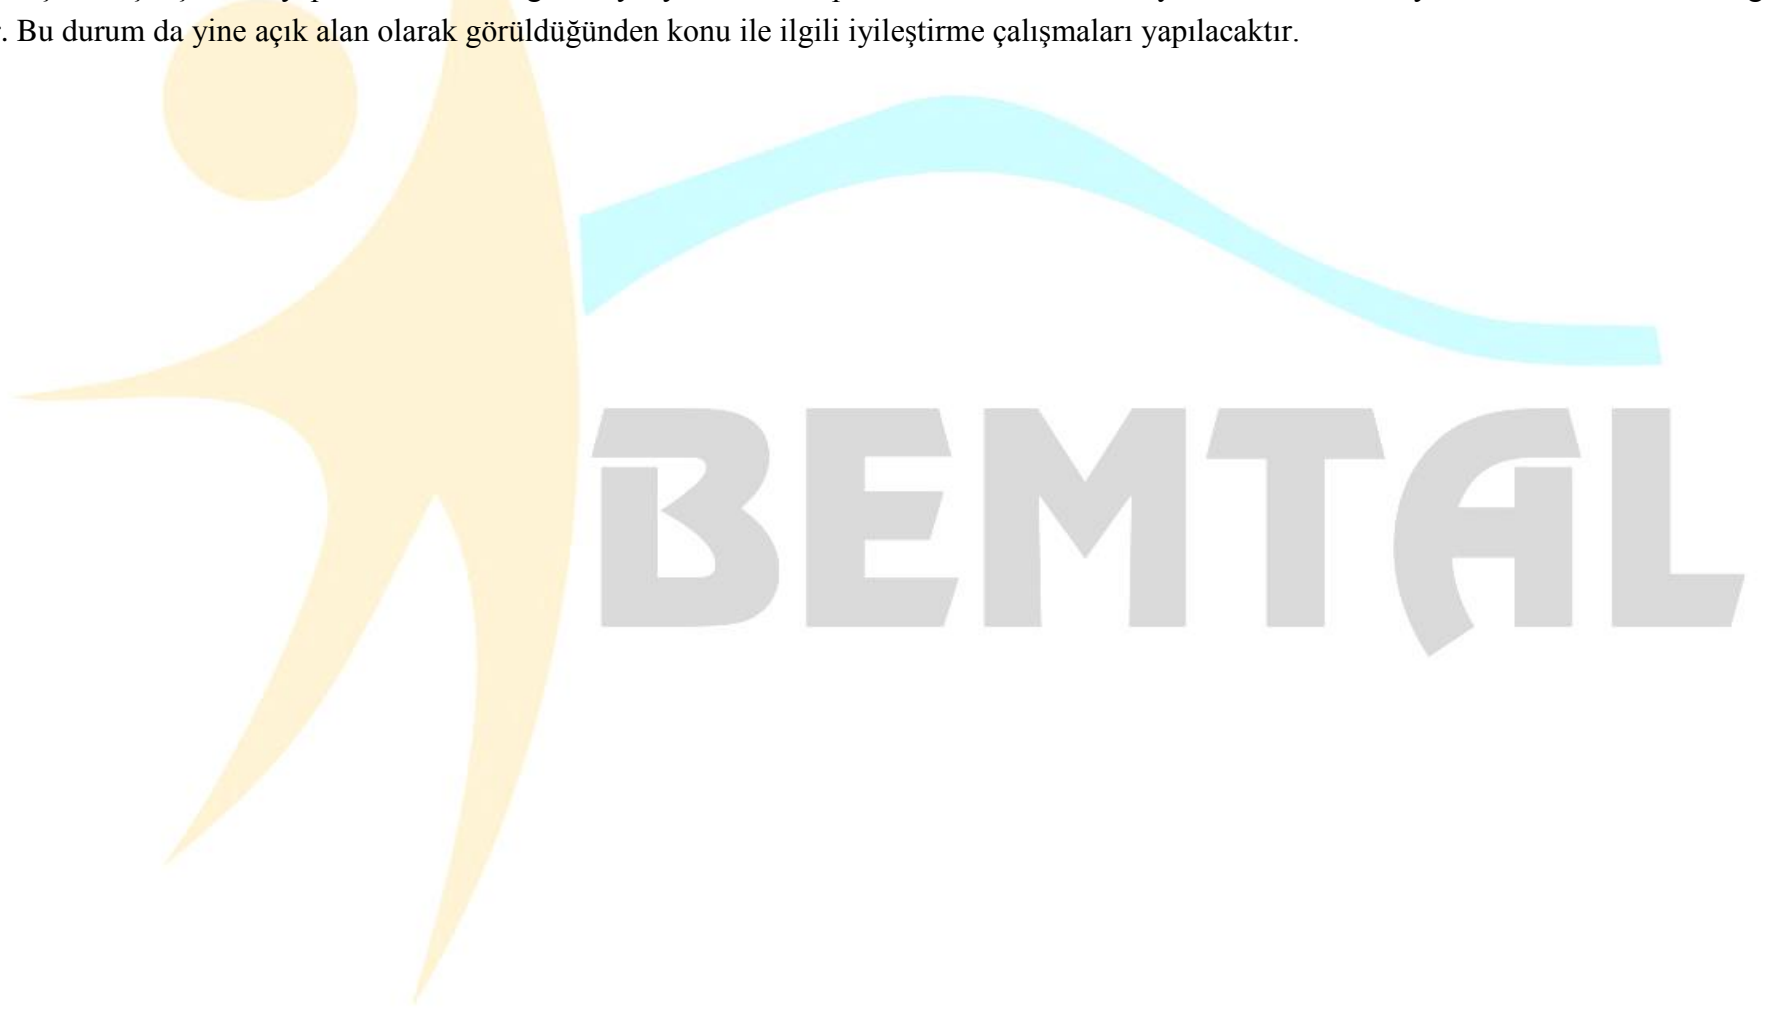 . Bu durum da yine açık alan olarak görüldüğünden konu ile ilgili iyileştirme çalışmaları yapılacaktır.
BEMTAL